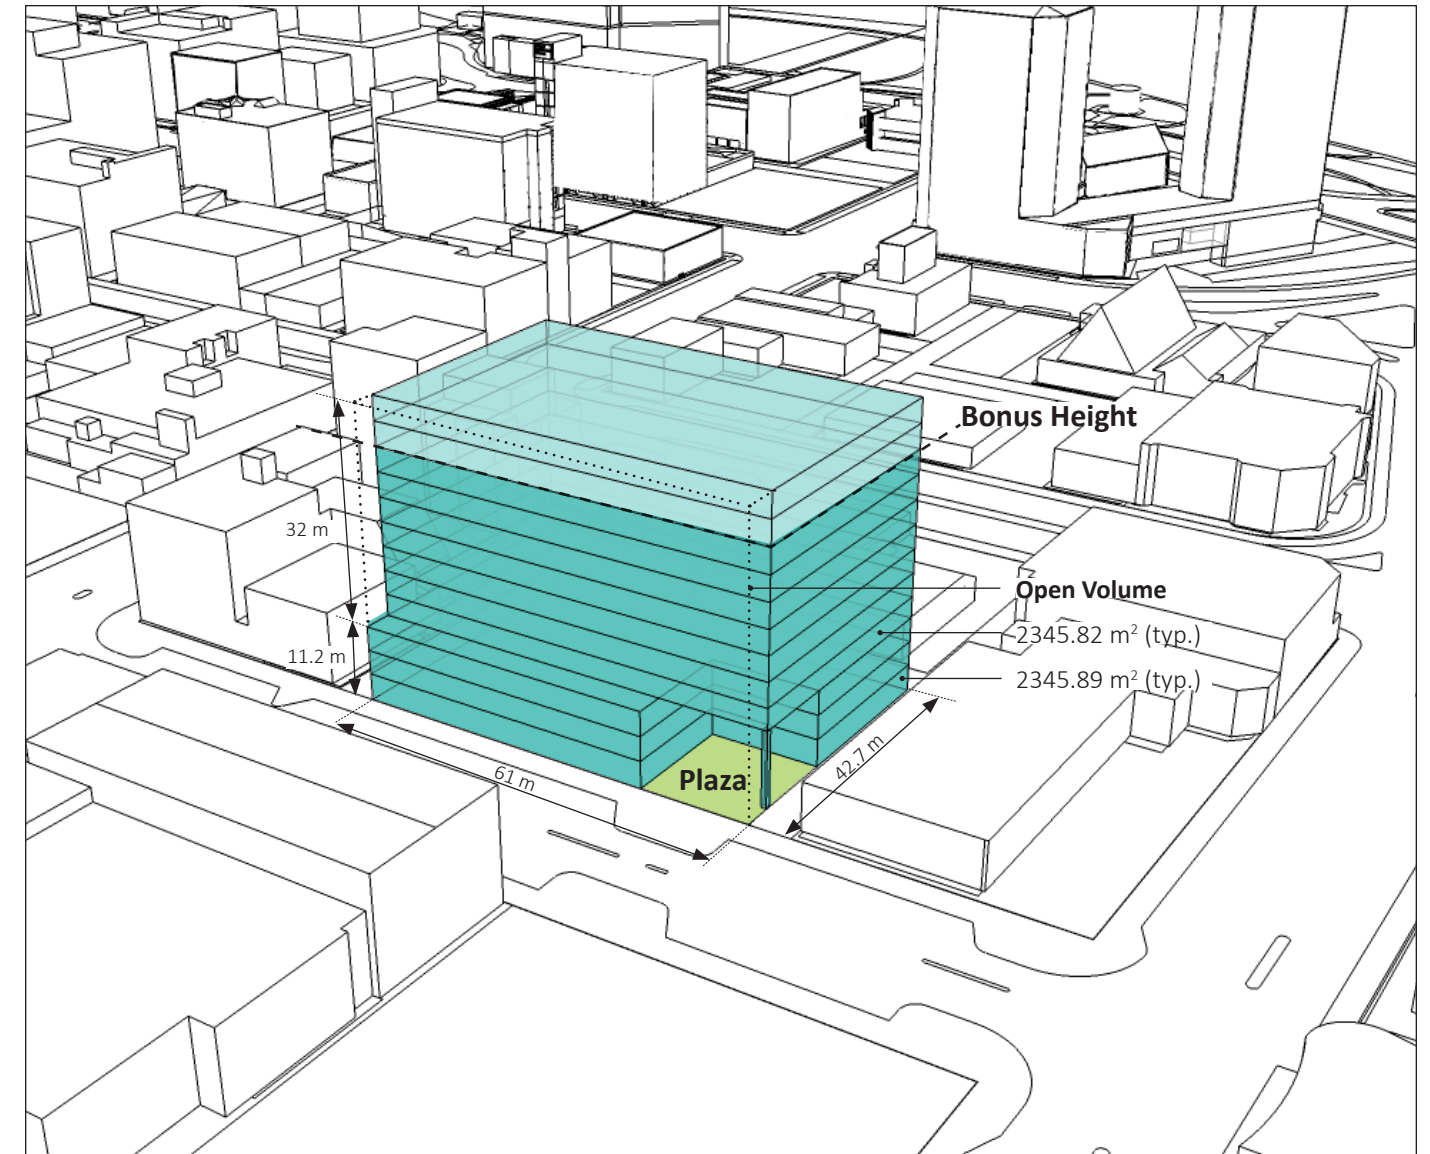 Bonus Height
32 m
Open Volume
2345.82 m² (typ.)
11.2 m
2345.89 m² (typ.)
61 m
Plaza
42.7 m